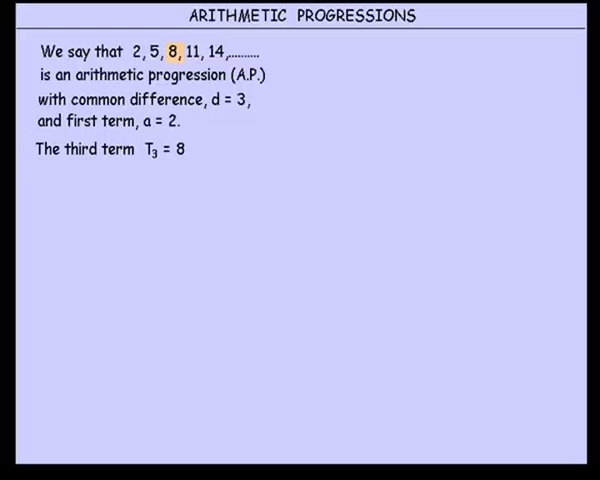 ARITHMETIC PROGRESSIONS
We say that 2, 5, 8, 11, 14,..........
is an arithmetic progression (A.P.)
with common difference, d = 3,
and first term, a = 2.
The third term T₃ = 8